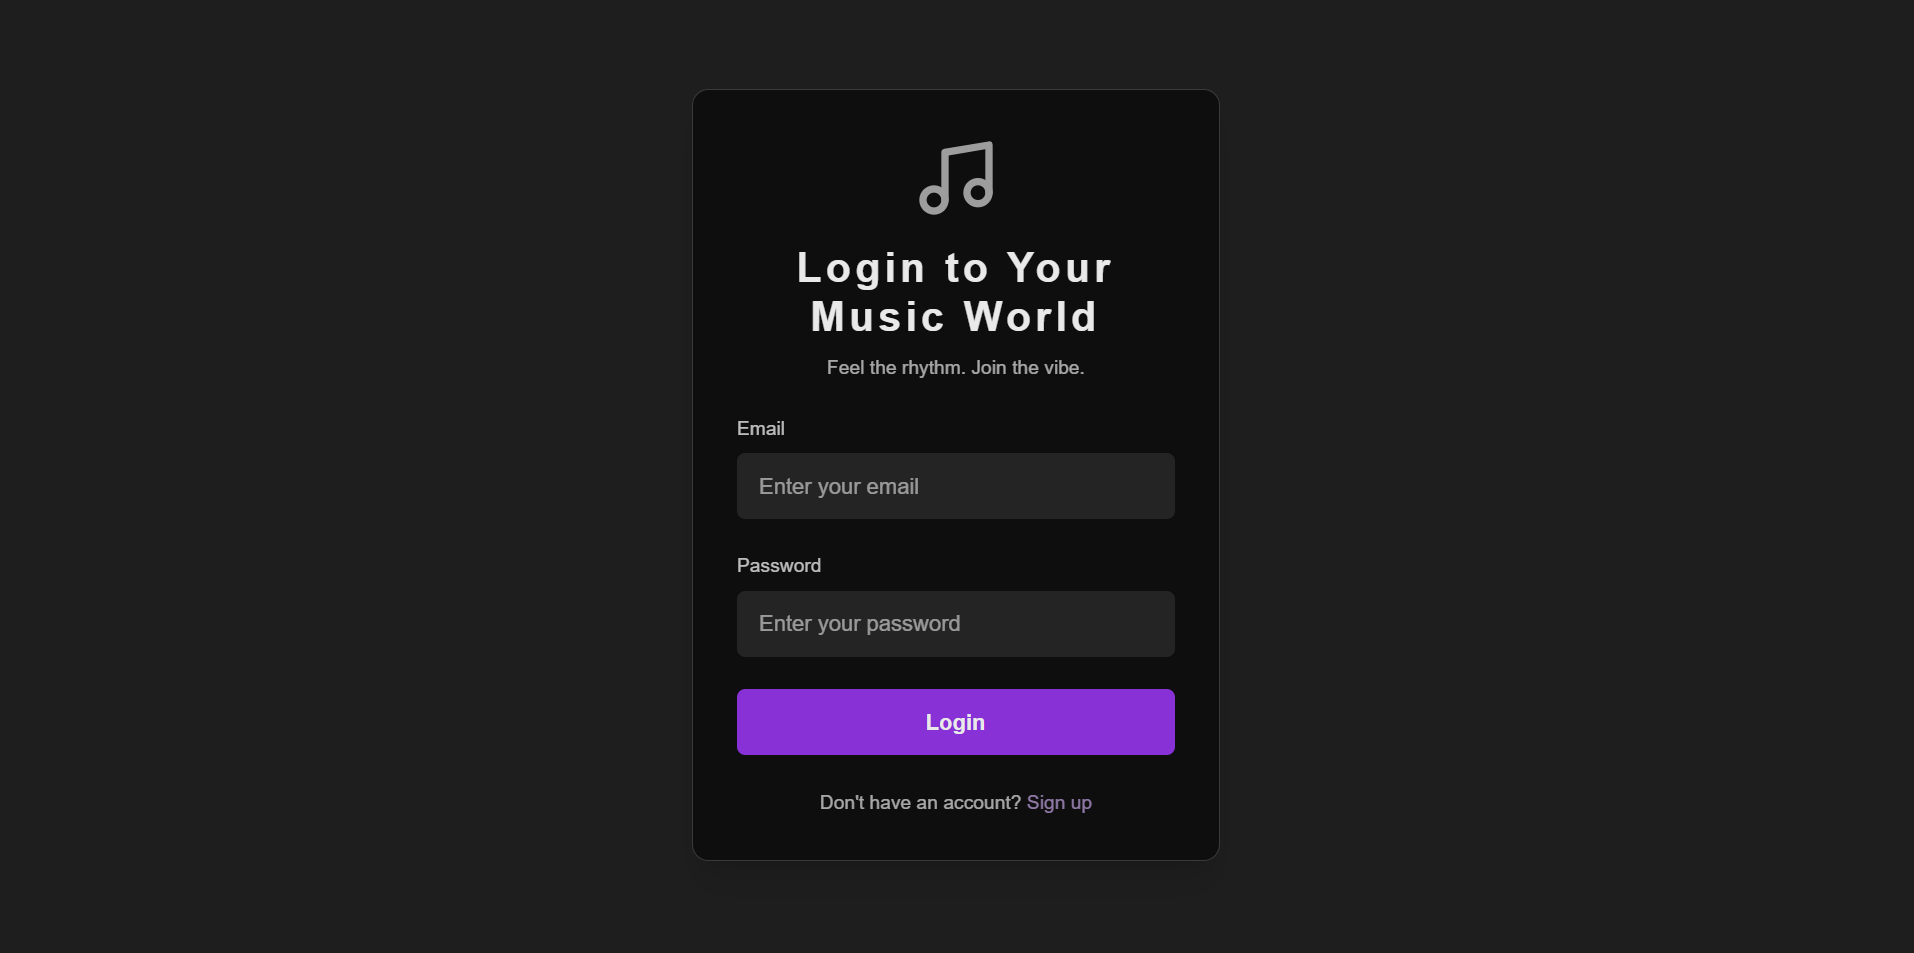 Login to Your
Music World
Feel the rhythm. Join the vibe.
Email
Enter your email
Password
Enter your password
Login
Don't have an account? Sign up